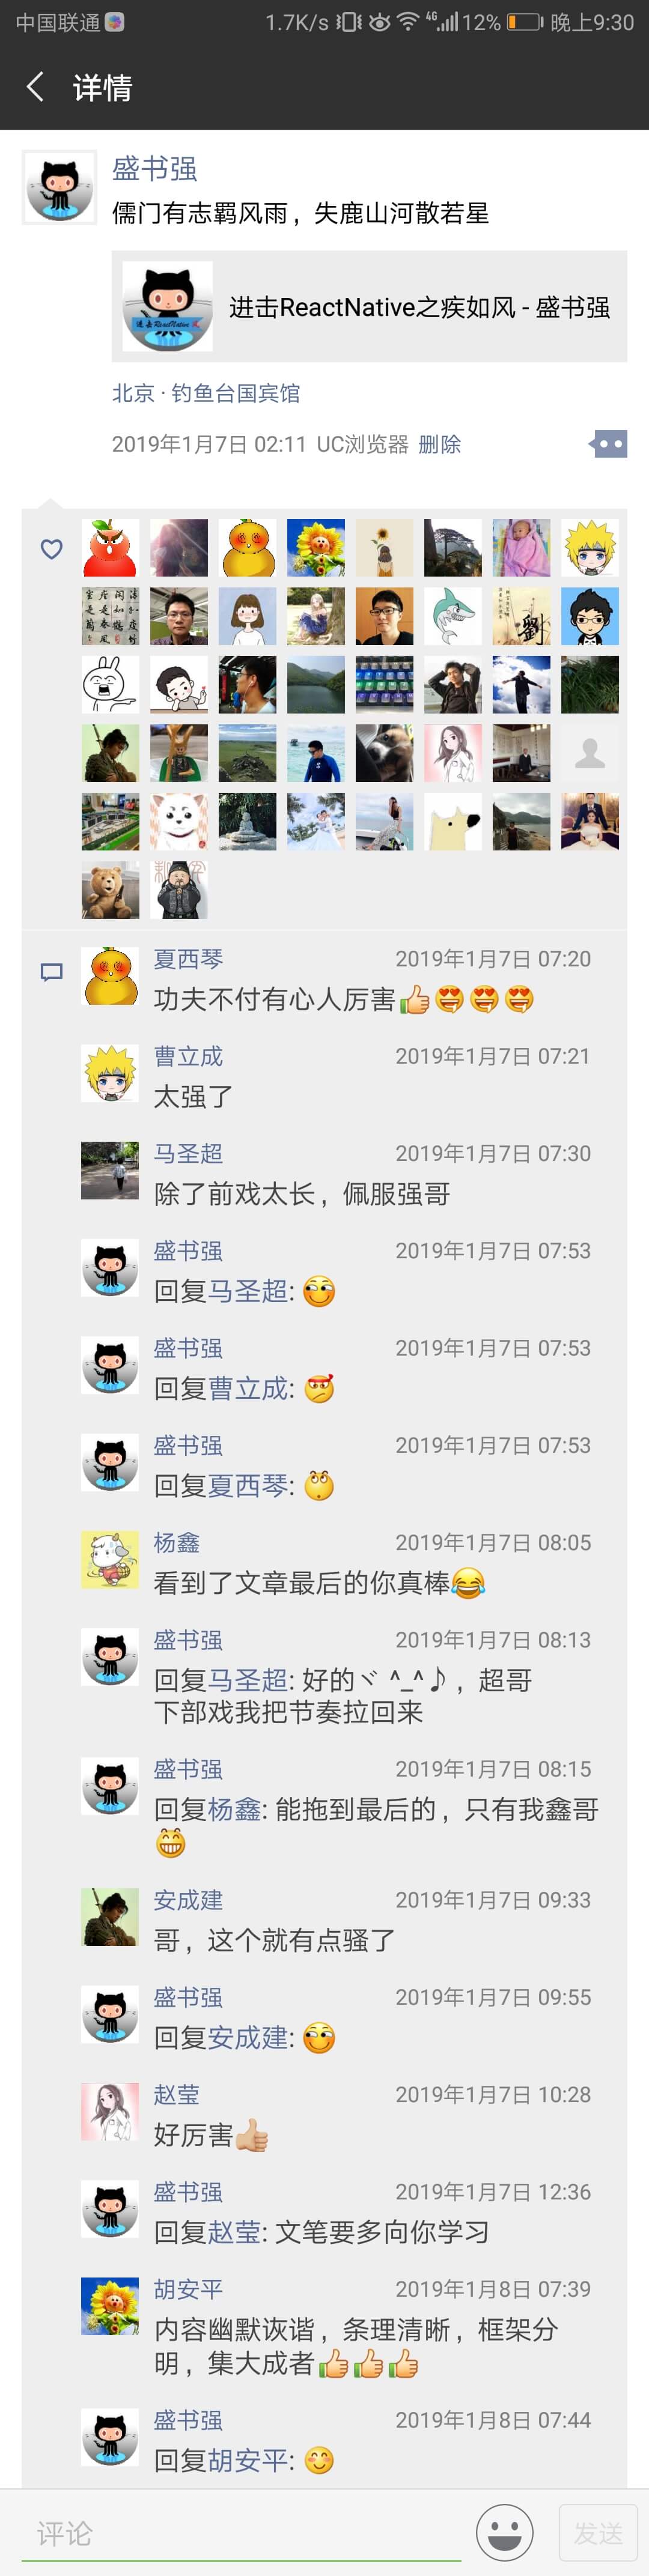 中国联通
1.7K/s 4G 12% 晚上9:30
详情
盛书强
儒门有志羁风雨，失鹿山河散若星
进击ReactNative
进击ReactNative之疾如风 - 盛书强
北京 · 钓鱼台国宾馆
2019年1月7日 02:11 UC浏览器 删除
劉
夏西琴 2019年1月7日 07:20
功夫不付有心人厉害👍😍😍😍
曹立成 2019年1月7日 07:21
太强了
马圣超 2019年1月7日 07:30
除了前戏太长，佩服强哥
盛书强 2019年1月7日 07:53
回复马圣超:
盛书强 2019年1月7日 07:53
回复曹立成:
盛书强 2019年1月7日 07:53
回复夏西琴:
杨鑫 2019年1月7日 08:05
看到了文章最后的你真棒😂
盛书强 2019年1月7日 08:13
回复马圣超: 好的ヾ ^_^♪，超哥
下部戏我把节奏拉回来
盛书强 2019年1月7日 08:15
回复杨鑫: 能拖到最后的，只有我鑫哥
😁
安成建 2019年1月7日 09:33
哥，这个就有点骚了
盛书强 2019年1月7日 09:55
回复安成建:
赵莹 2019年1月7日 10:28
好厉害👍🏼
盛书强 2019年1月7日 12:36
回复赵莹: 文笔要多向你学习
胡安平 2019年1月8日 07:39
内容幽默诙谐，条理清晰，框架分
明，集大成者👍👍👍
盛书强 2019年1月8日 07:44
回复胡安平: 😊
评论
发送